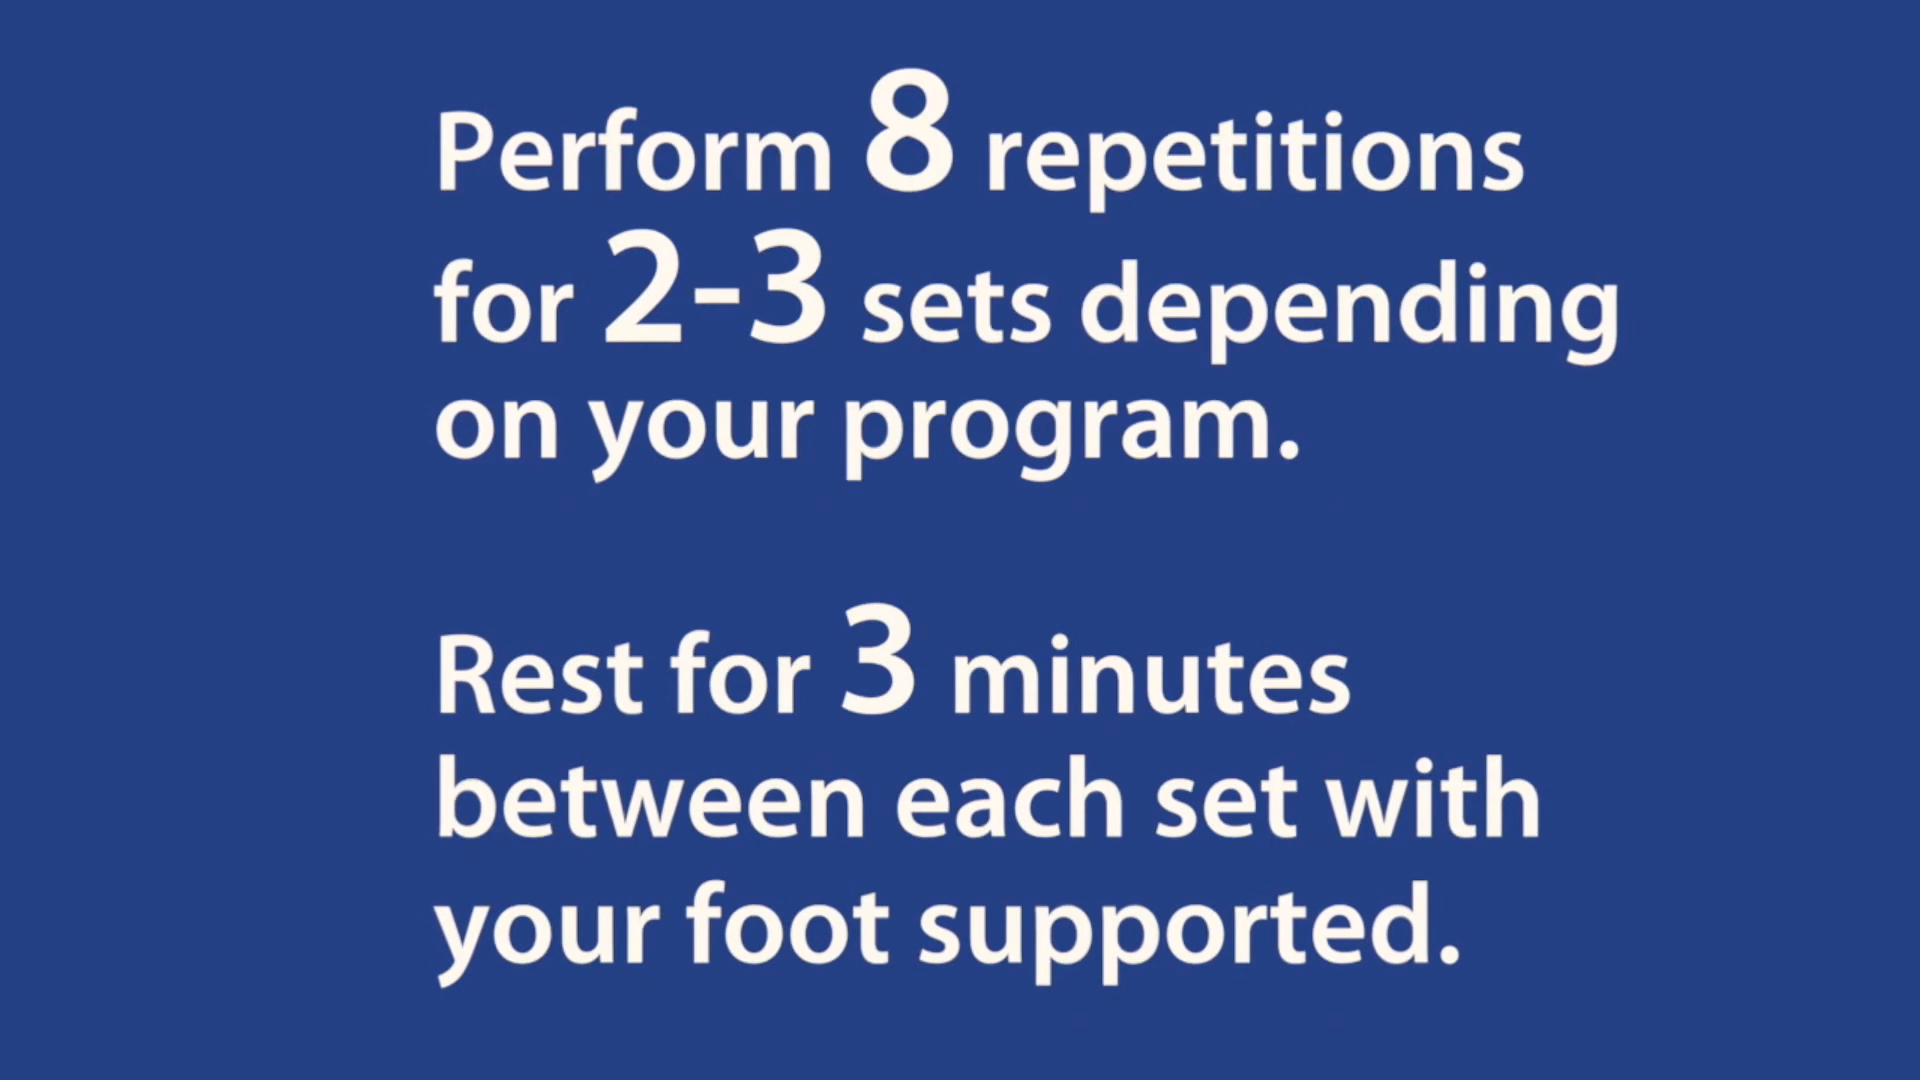 Perform 8 repetitions
for 2-3 sets depending
on your program.
Rest for 3 minutes
between each set with
your foot supported.